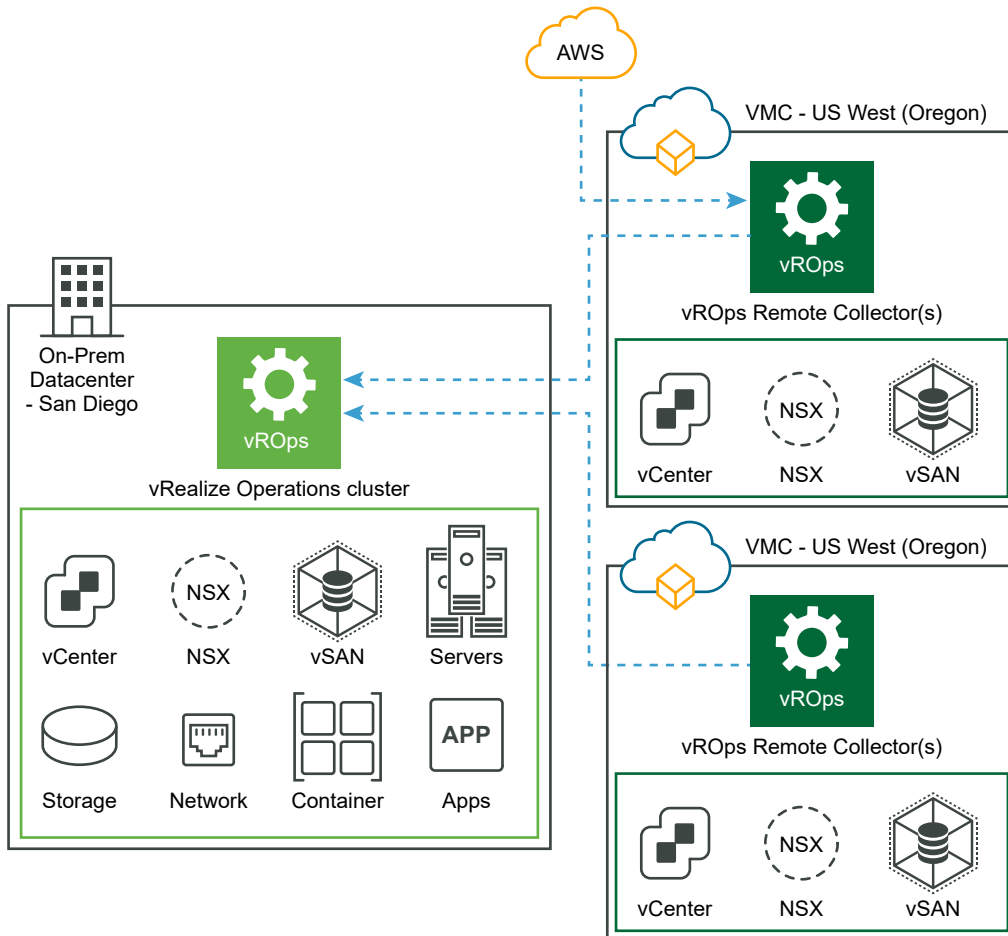 AWS
VMC - US West (Oregon)
vROps
vROps Remote Collector(s)
vCenter
NSX
NSX
vSAN
On-Prem
Datacenter
- San Diego
vROps
vRealize Operations cluster
vCenter
NSX
NSX
vSAN
Servers
Storage
Network
Container
APP
Apps
VMC - US West (Oregon)
vROps
vROps Remote Collector(s)
vCenter
NSX
NSX
vSAN